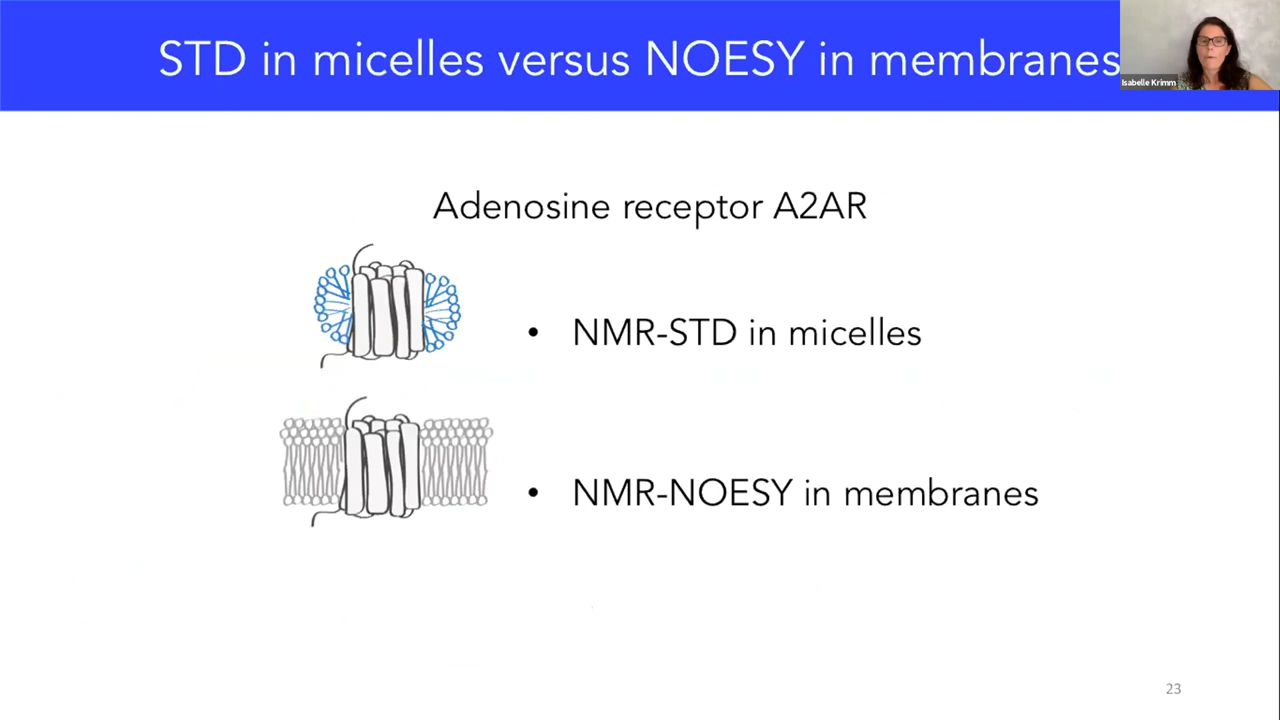 STD in micelles versus NOESY in membranes
Isabelle Krimm
Adenosine receptor A2AR
• NMR-STD in micelles
• NMR-NOESY in membranes
23